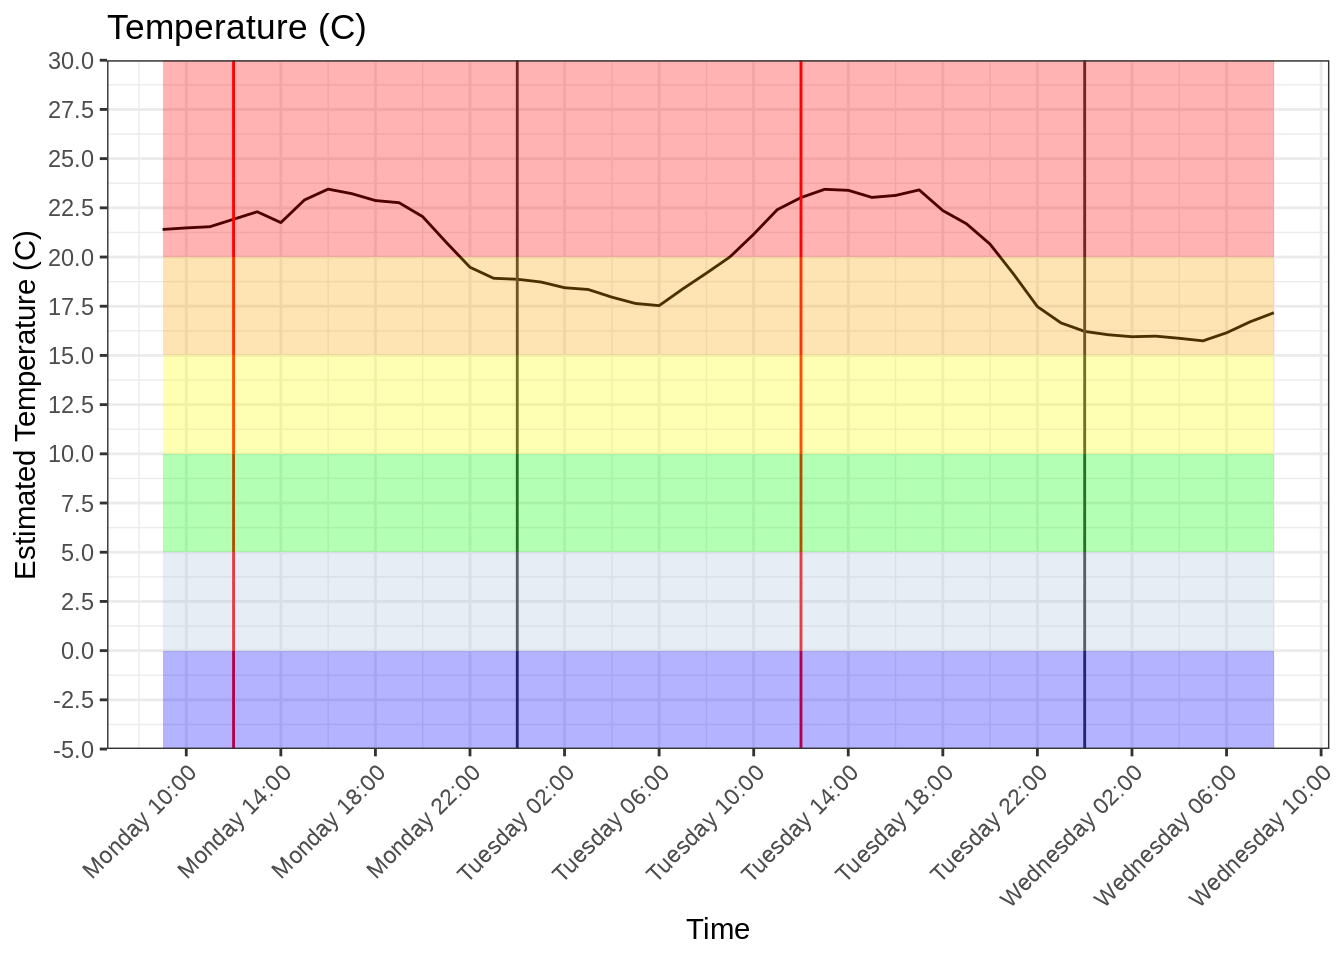 Temperature (C)
Estimated Temperature (C)
30.0
27.5
25.0
22.5
20.0
17.5
15.0
12.5
10.0
7.5
5.0
2.5
0.0
-2.5
-5.0
Monday 10:00
Monday 14:00
Monday 18:00
Monday 22:00
Tuesday 02:00
Tuesday 06:00
Tuesday 10:00
Tuesday 14:00
Tuesday 18:00
Tuesday 22:00
Wednesday 02:00
Wednesday 06:00
Wednesday 10:00
Time